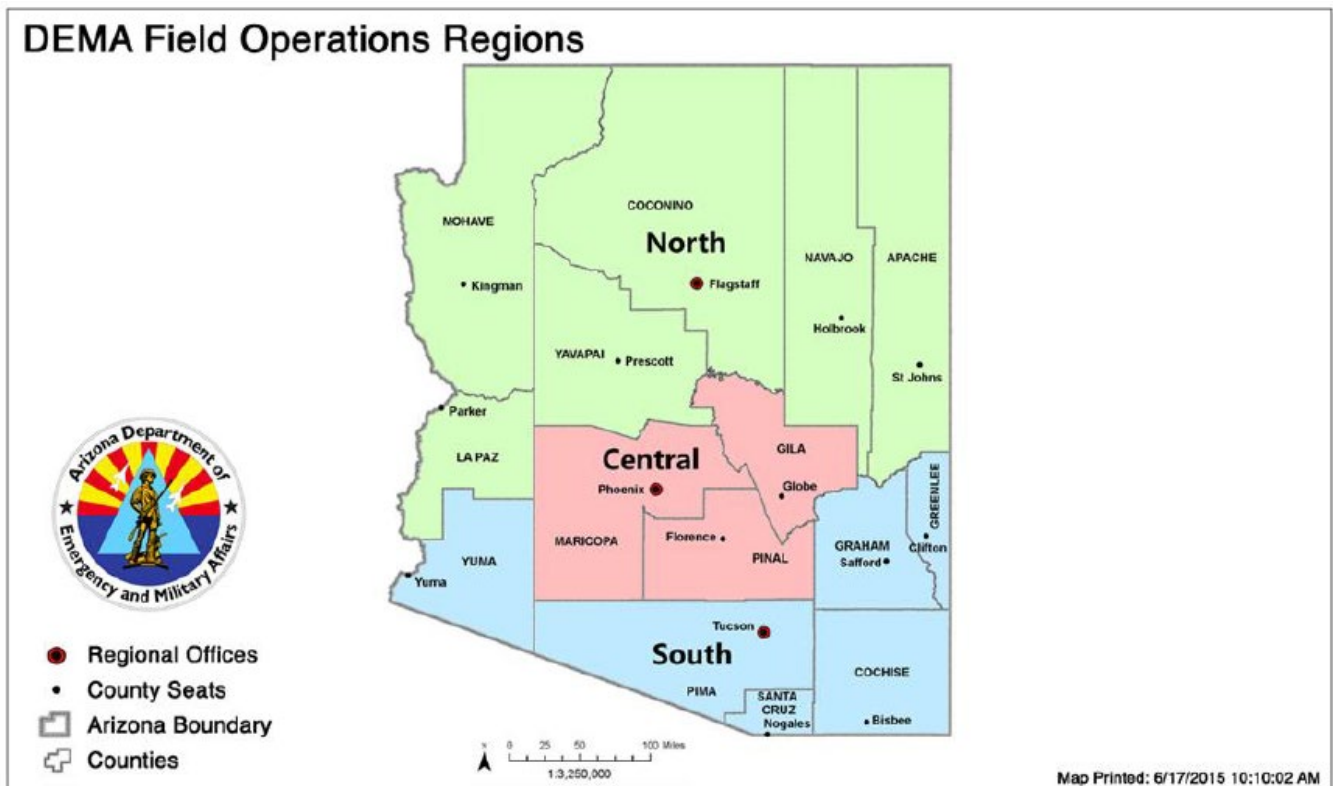 DEMA Field Operations Regions
NOHAVE
COCONINO
North
NAVAJO
APACHE
Kingman
Flagstaff
Holbrook
YAVAPAI
Prescott
St Johns
Parker
LA PAZ
Central
GILA
Phoenix
Globe
GREENLEE
MARICOPA
Florence
PINAL
GRAHAM
Safford
Clifton
YUMA
Yuma
Tucson
South
PIMA
SANTA
CRUZ
Nogales
COCHISE
Bisbee
Arizona Department of
Emergency and Military Affairs
Regional Offices
County Seats
Arizona Boundary
Counties
N
0 25 50 100 Miles
1:3,250,000
Map Printed: 6/17/2015 10:10:02 AM